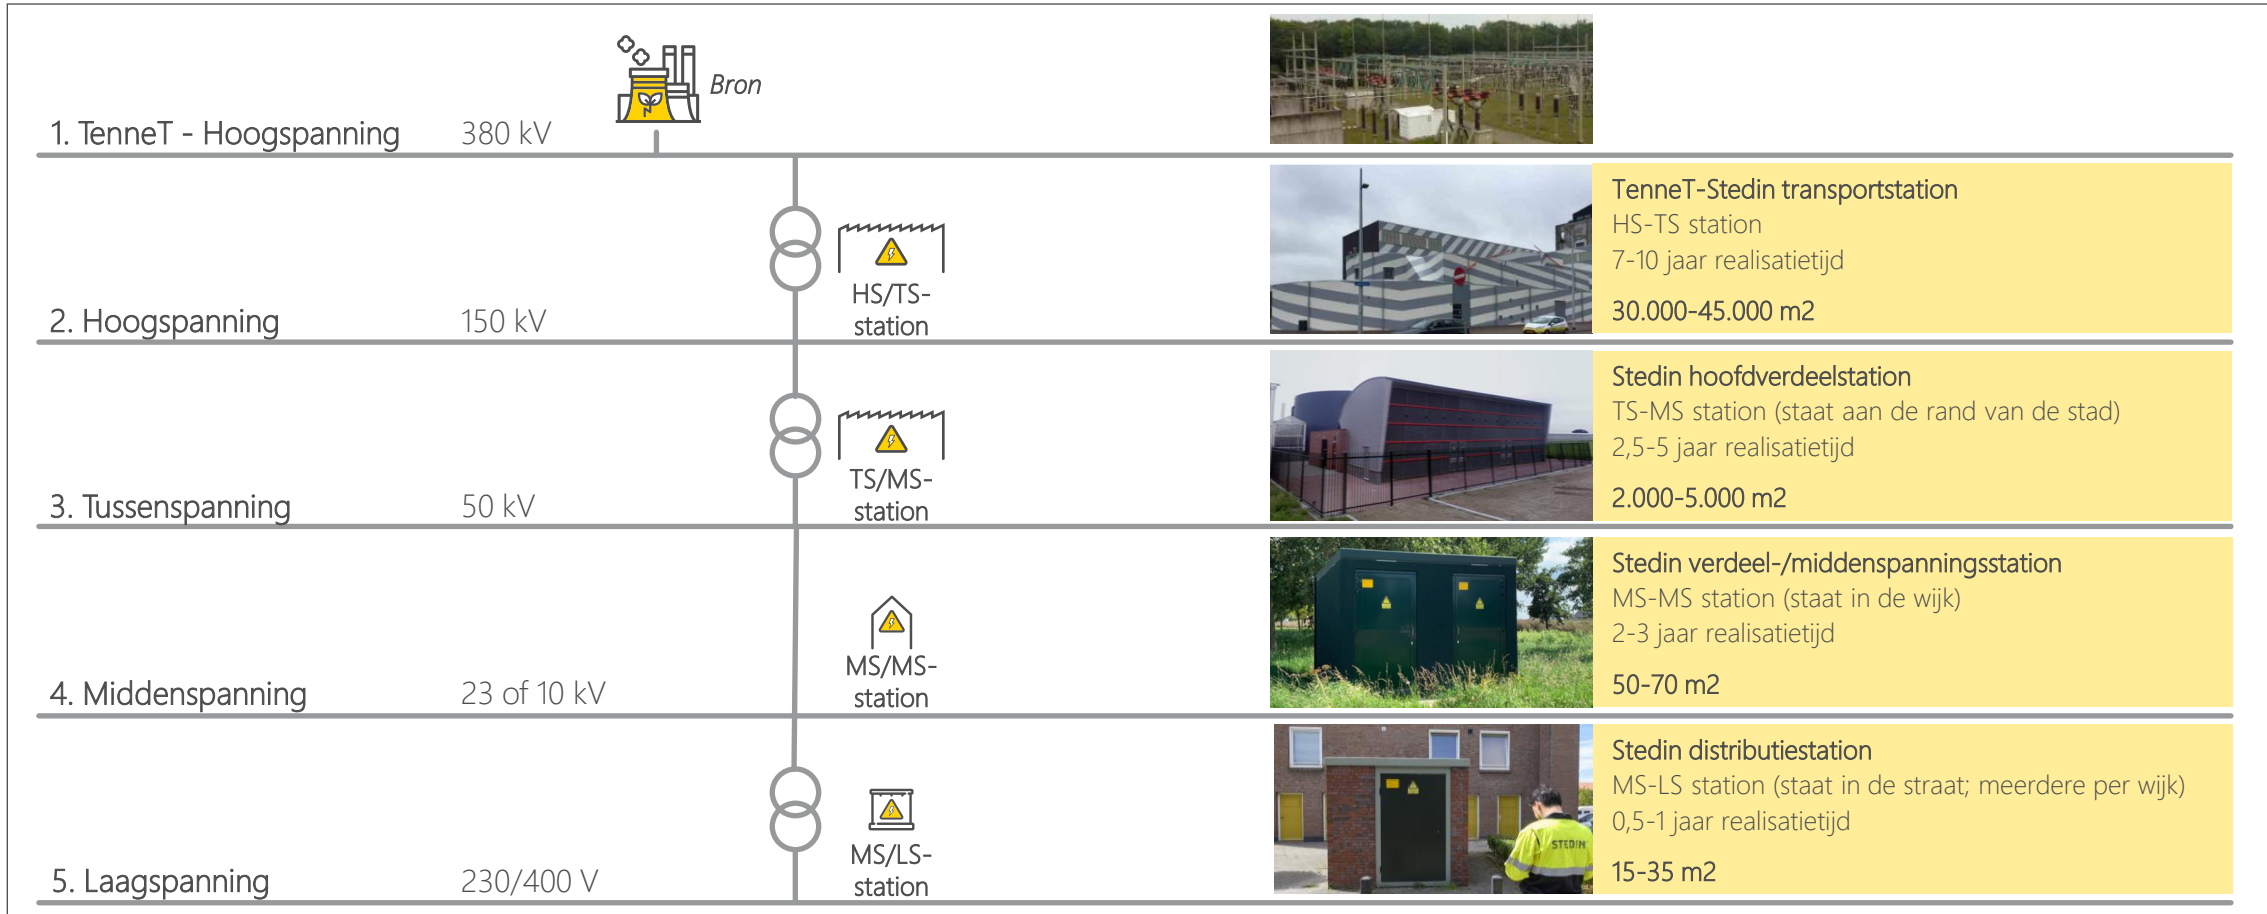 Bron
1. TenneT - Hoogspanning 380 kV
HS/TS-
station
TenneT-Stedin transportstation
HS-TS station
7-10 jaar realisatietijd
30.000-45.000 m2
2. Hoogspanning 150 kV
TS/MS-
station
Stedin hoofdverdeelstation
TS-MS station (staat aan de rand van de stad)
2,5-5 jaar realisatietijd
2.000-5.000 m2
3. Tussenspanning 50 kV
MS/MS-
station
Stedin verdeel-/middenspanningsstation
MS-MS station (staat in de wijk)
2-3 jaar realisatietijd
50-70 m2
4. Middenspanning 23 of 10 kV
MS/LS-
station
STEDIN
Stedin distributiestation
MS-LS station (staat in de straat; meerdere per wijk)
0,5-1 jaar realisatietijd
15-35 m2
5. Laagspanning 230/400 V